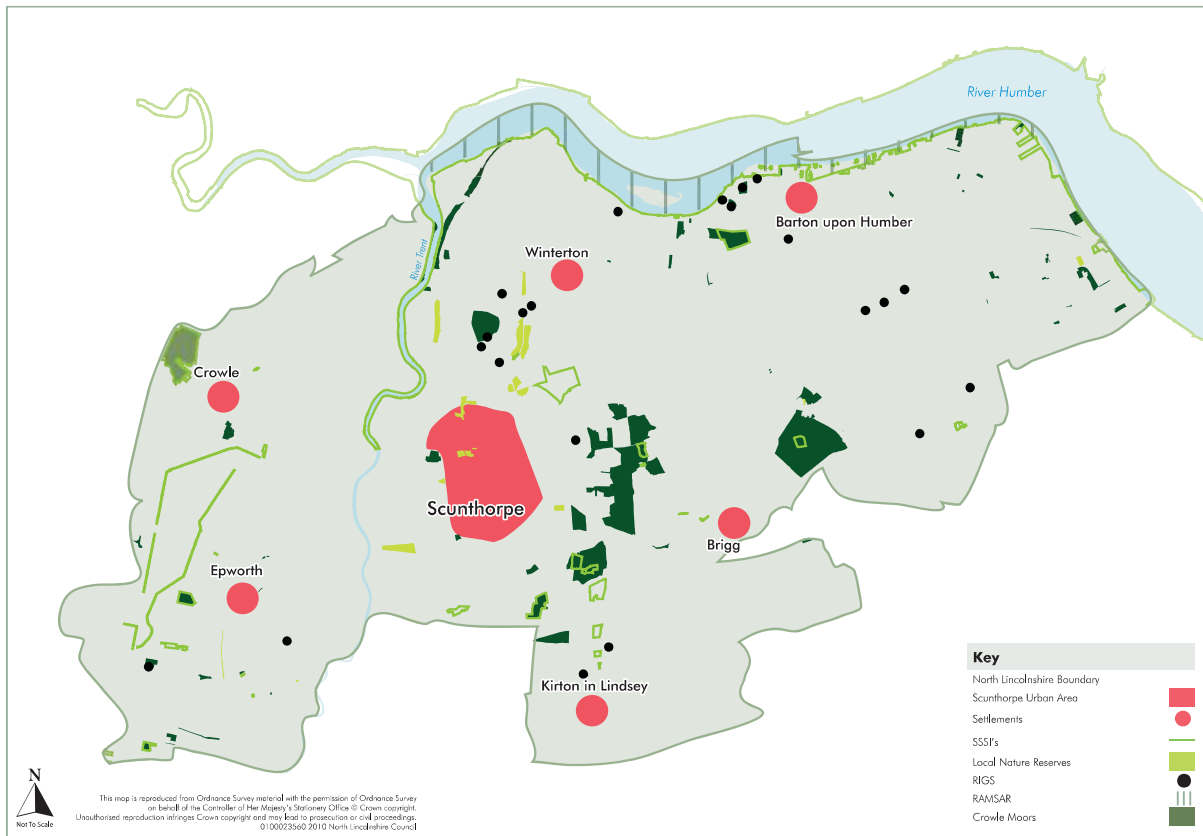 River Humber
Barton upon Humber
River Trent
Winterton
Crowle
Scunthorpe
Brigg
Epworth
Kirton in Lindsey
Key
North Lincolnshire Boundary
Scunthorpe Urban Area
Settlements
SSSI's
Local Nature Reserves
RIGS
RAMSAR
Crowle Moors
N
Not To Scale
This map is reproduced from Ordnance Survey material with the permission of Ordnance Survey
on behalf of the Controller of Her Majesty's Stationery Office © Crown copyright.
Unauthorised reproduction infringes Crown copyright and may lead to prosecution or civil proceedings.
0100023560 2010 North Lincolnshire Council